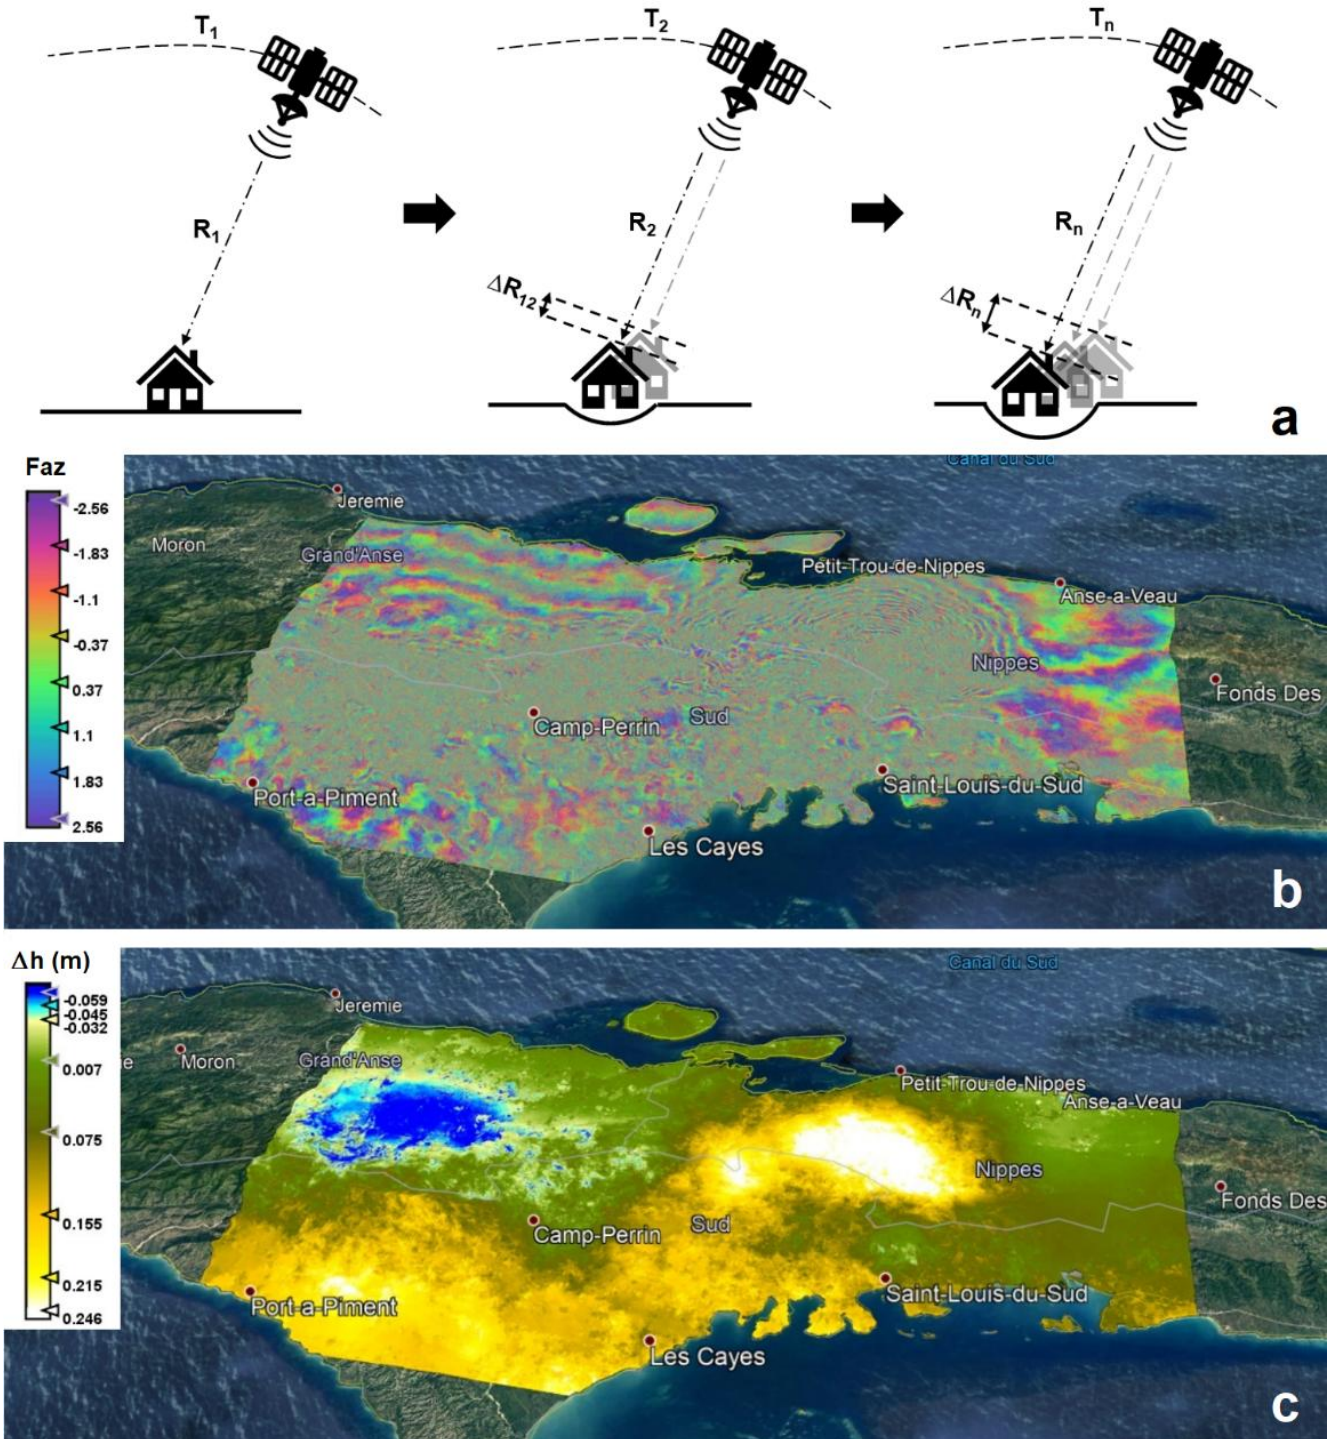 T₁
T₂
Tₙ
R₁
R₂
Rₙ
ΔR₁₂
ΔRₙ
a
Faz
-2.56
-1.83
-1.1
-0.37
0.37
1.1
1.83
2.56
Canal du Sud
Jeremie
Moron
Grand'Anse
Petit-Trou-de-Nippes
Anse-a-Veau
Nippes
Fonds Des
Camp-Perrin
Sud
Saint-Louis-du-Sud
Port-a-Piment
Les Cayes
b
Δh (m)
-0.059
-0.045
-0.032
0.007
0.075
0.155
0.215
0.246
Canal du Sud
Jeremie
e
Moron
Grand'Anse
Petit-Trou-de-Nippes
Anse-a-Veau
Nippes
Fonds Des
Camp-Perrin
Sud
Saint-Louis-du-Sud
Port-a-Piment
Les Cayes
c